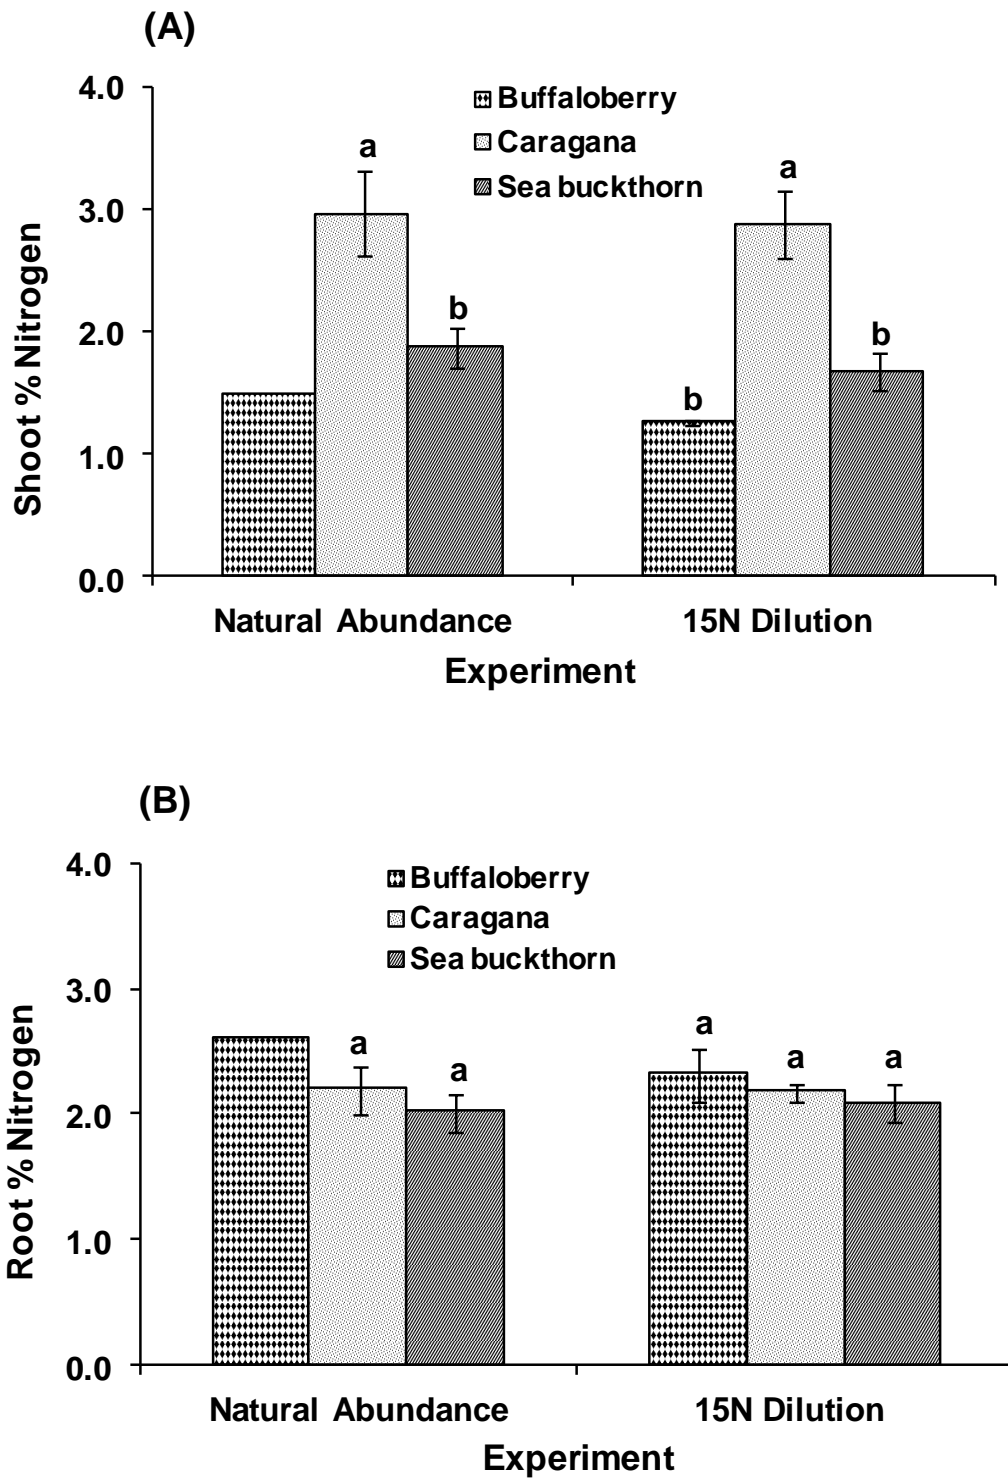 (A)
4.0
3.0
2.0
1.0
0.0
Shoot % Nitrogen
Buffaloberry
Caragana
Sea buckthorn
a
b
b
a
b
Natural Abundance
15N Dilution
Experiment
(B)
4.0
3.0
2.0
1.0
0.0
Root % Nitrogen
Buffaloberry
Caragana
Sea buckthorn
a
a
a
a
a
Natural Abundance
15N Dilution
Experiment